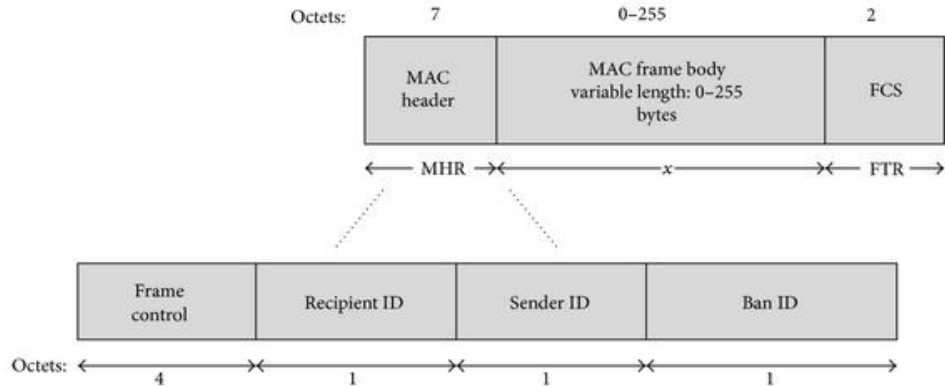 Octets: 7 0–255 2
MAC header
MAC frame body variable length: 0–255 bytes
FCS
MHR x FTR
Frame control
Recipient ID
Sender ID
Ban ID
Octets: 4 1 1 1